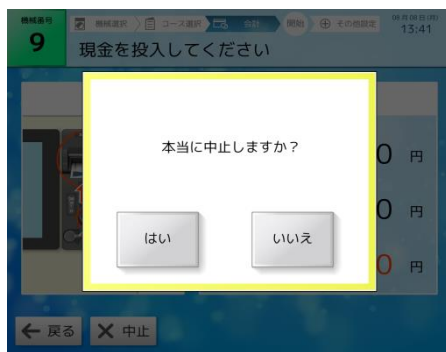 機械番号
9
機械選択
コース選択
合計
開始
その他設定
13:41
現金を投入してください
本当に中止しますか？
はい
いいえ
0 円
0 円
0 円
戻る
中止